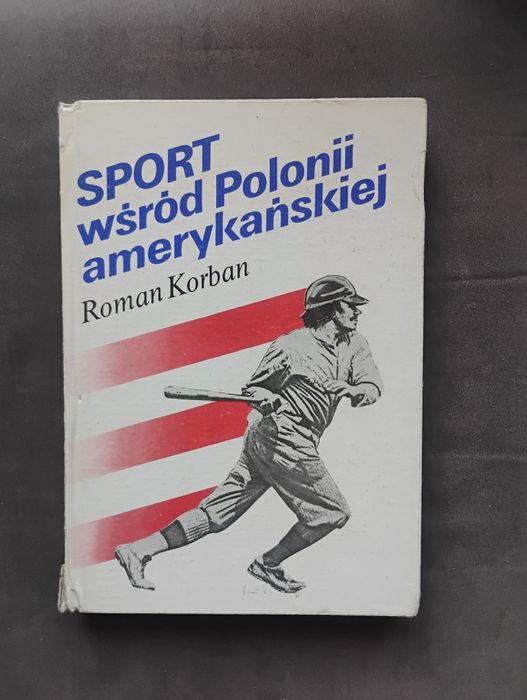 SPORT
wśród Polonii
amerykańskiej
Roman Korban